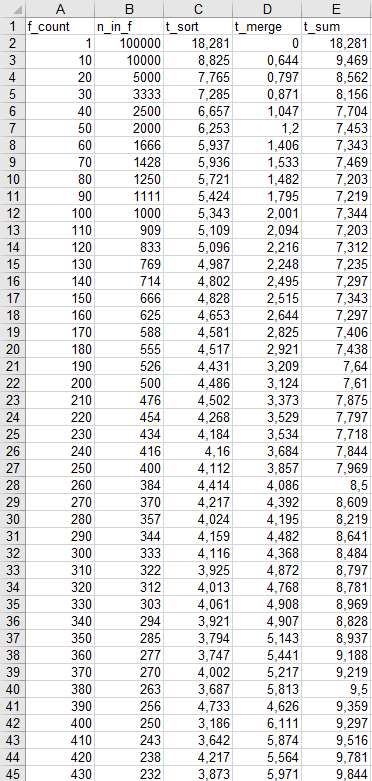 A B C D E
1 f_count n_in_f t_sort t_merge t_sum
2 1 100000 18,281 0 18,281
3 10 10000 8,825 0,644 9,469
4 20 5000 7,765 0,797 8,562
5 30 3333 7,285 0,871 8,156
6 40 2500 6,657 1,047 7,704
7 50 2000 6,253 1,2 7,453
8 60 1666 5,937 1,406 7,343
9 70 1428 5,936 1,533 7,469
10 80 1250 5,721 1,482 7,203
11 90 1111 5,424 1,795 7,219
12 100 1000 5,343 2,001 7,344
13 110 909 5,109 2,094 7,203
14 120 833 5,096 2,216 7,312
15 130 769 4,987 2,248 7,235
16 140 714 4,802 2,495 7,297
17 150 666 4,828 2,515 7,343
18 160 625 4,653 2,644 7,297
19 170 588 4,581 2,825 7,406
20 180 555 4,517 2,921 7,438
21 190 526 4,431 3,209 7,64
22 200 500 4,486 3,124 7,61
23 210 476 4,502 3,373 7,875
24 220 454 4,268 3,529 7,797
25 230 434 4,184 3,534 7,718
26 240 416 4,16 3,684 7,844
27 250 400 4,112 3,857 7,969
28 260 384 4,414 4,086 8,5
29 270 370 4,217 4,392 8,609
30 280 357 4,024 4,195 8,219
31 290 344 4,159 4,482 8,641
32 300 333 4,116 4,368 8,484
33 310 322 3,925 4,872 8,797
34 320 312 4,013 4,768 8,781
35 330 303 4,061 4,908 8,969
36 340 294 3,921 4,907 8,828
37 350 285 3,794 5,143 8,937
38 360 277 3,747 5,441 9,188
39 370 270 4,002 5,217 9,219
40 380 263 3,687 5,813 9,5
41 390 256 4,733 4,626 9,359
42 400 250 3,186 6,111 9,297
43 410 243 3,642 5,874 9,516
44 420 238 4,217 5,564 9,781
45 430 232 3,873 5,971 9,844